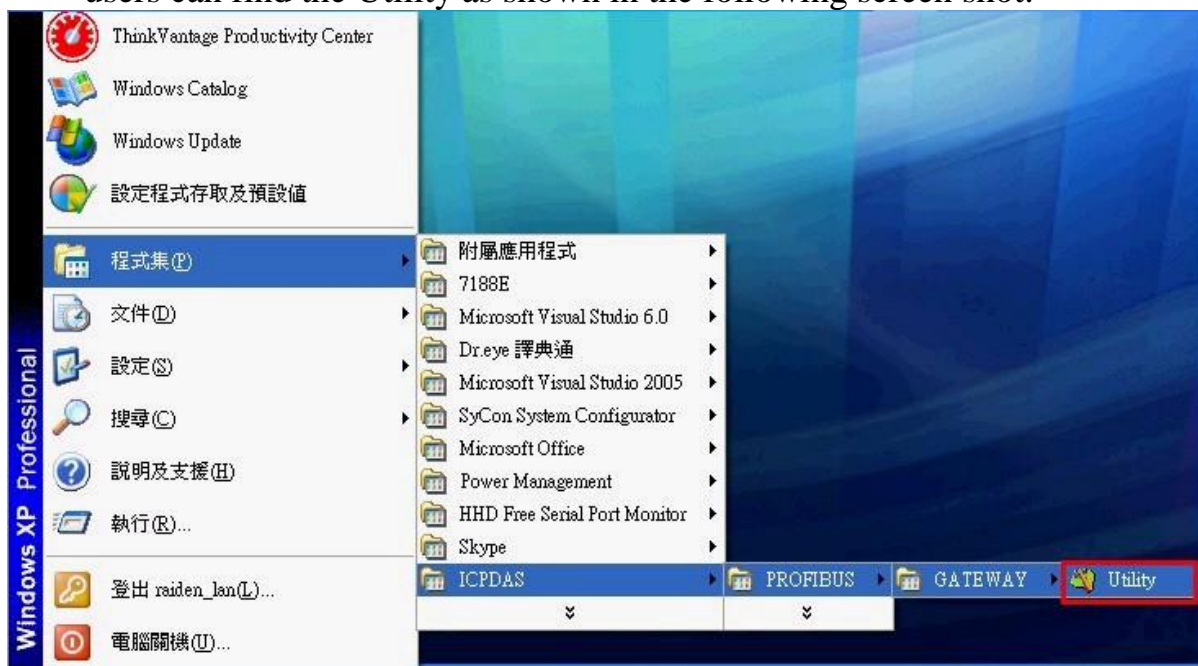 users can find the Utility as shown in the following screen shot.
ThinkVantage Productivity Center
Windows Catalog
Windows Update
設定程式存取及預設値
程式集(P)
文件(D)
設定(S)
搜尋(C)
說明及支援(H)
執行(R)...
登出 raiden_lan(L)...
電腦關機(U)...
Windows XP Professional
附屬應用程式
7188E
Microsoft Visual Studio 6.0
Dr.eye 譯典通
Microsoft Visual Studio 2005
SyCon System Configurator
Microsoft Office
Power Management
HHD Free Serial Port Monitor
Skype
ICPDAS
PROFIBUS
GATEWAY
Utility